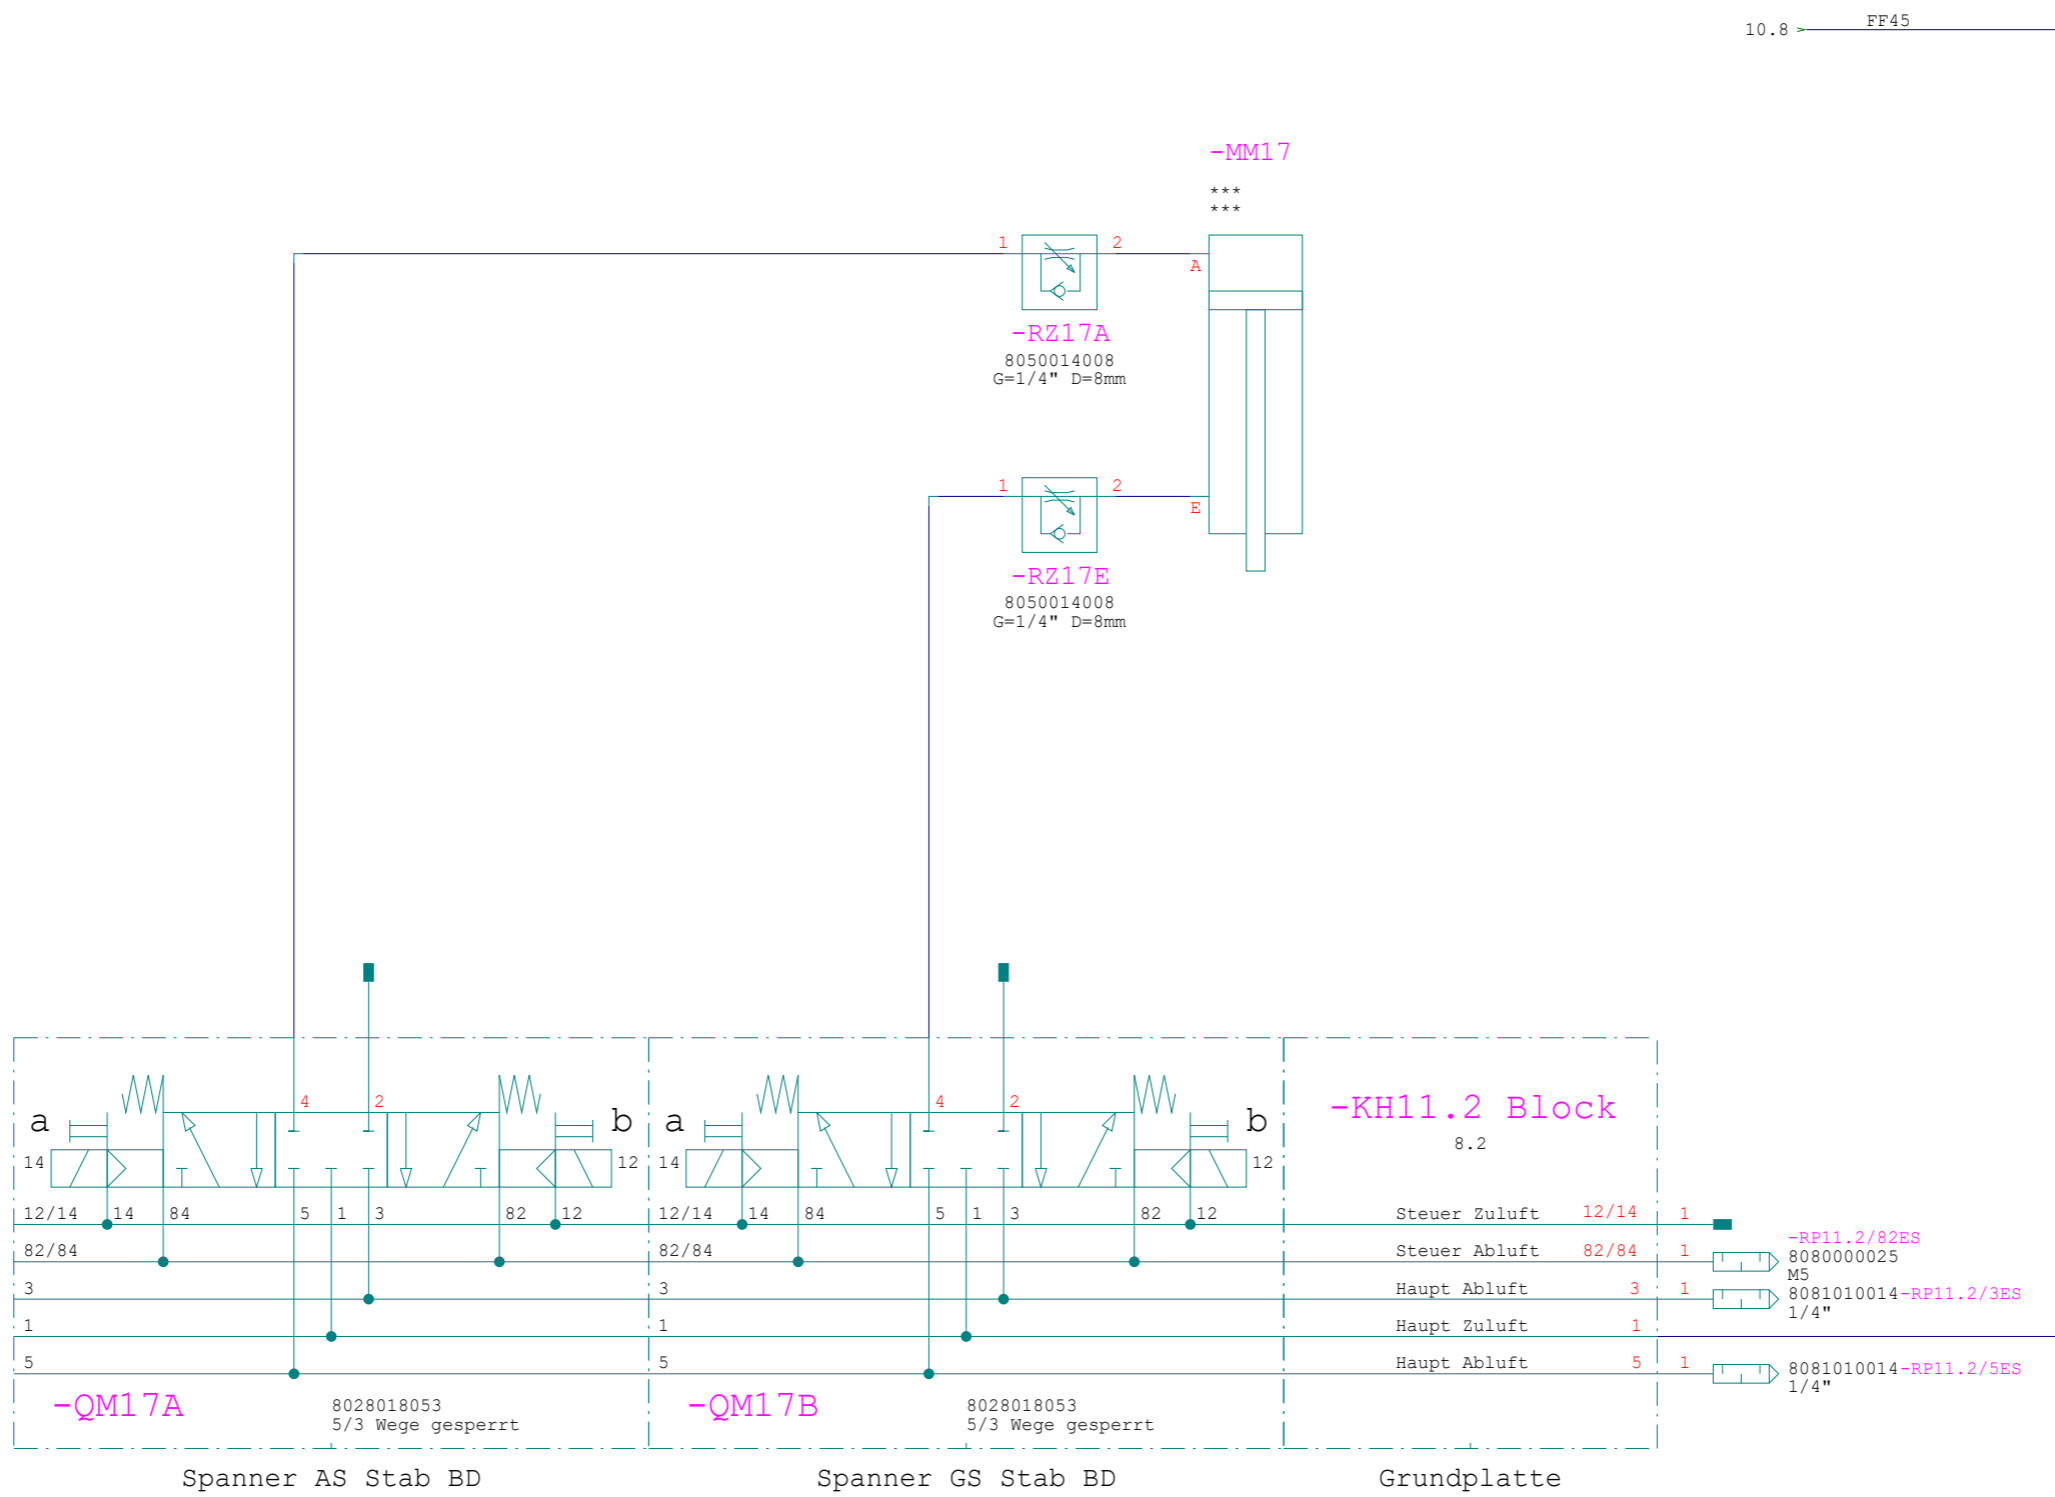 FF45
10.8
-MM17
***
***
1 2
A
-RZ17A
8050014008
G=1/4" D=8mm
1 2
E
-RZ17E
8050014008
G=1/4" D=8mm
a 4 2 b a 4 2 b -KH11.2 Block
8.2
14 12 14 12
12/14 14 84 5 1 3 82 12 12/14 14 84 5 1 3 82 12 Steuer Zuluft 12/14 1
-RP11.2/82ES
82/84 82/84 Steuer Abluft 82/84 1 8080000025
M5
3 3 Haupt Abluft 3 1 8081010014-RP11.2/3ES
1/4"
1 1 Haupt Zuluft 1
5 5 Haupt Abluft 5 1 8081010014-RP11.2/5ES
1/4"
-QM17A 8028018053 -QM17B 8028018053
5/3 Wege gesperrt 5/3 Wege gesperrt
Spanner AS Stab BD Spanner GS Stab BD Grundplatte